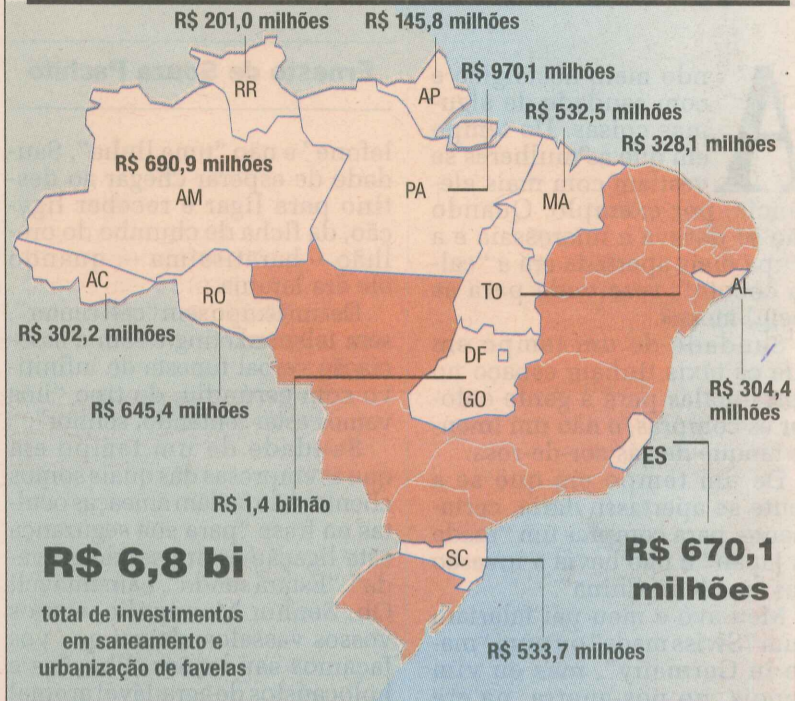 R$ 201,0 milhões
R$ 145,8 milhões
R$ 970,1 milhões
RR
AP
R$ 532,5 milhões
R$ 328,1 milhões
R$ 690,9 milhões
AM
PA
MA
AC
RO
TO
AL
R$ 302,2 milhões
DF
R$ 304,4
milhões
R$ 645,4 milhões
GO
ES
R$ 1,4 bilhão
R$ 6,8 bi
total de investimentos
em saneamento e
urbanização de favelas
SC
R$ 670,1
milhões
R$ 533,7 milhões